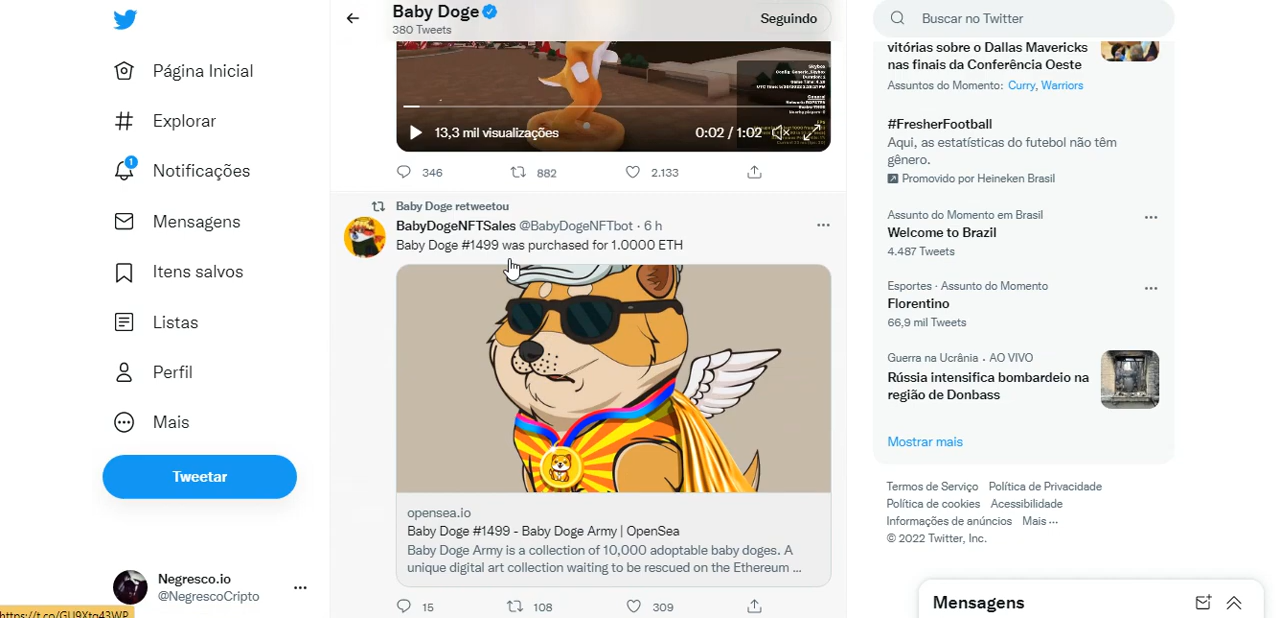 Página Inicial
Explorar
1
Notificações
Mensagens
Itens salvos
Listas
Perfil
Mais
Tweetar
Negresco.io
@NegrescoCripto
Baby Doge
380 Tweets
Seguindo
13,3 mil visualizações
0:02 / 1:02
346
882
2.133
Baby Doge retweetou
BabyDogeNFTSales @BabyDogeNFTbot · 6 h
Baby Doge #1499 was purchased for 1.0000 ETH
opensea.io
Baby Doge #1499 - Baby Doge Army | OpenSea
Baby Doge Army is a collection of 10,000 adoptable baby doges. A
unique digital art collection waiting to be rescued on the Ethereum ...
15
108
309
Buscar no Twitter
vitórias sobre o Dallas Mavericks
nas finais da Conferência Oeste
Assuntos do Momento: Curry, Warriors
#FresherFootball
Aqui, as estatísticas do futebol não têm
gênero.
Promovido por Heineken Brasil
Assunto do Momento em Brasil
Welcome to Brazil
4.487 Tweets
Esportes · Assunto do Momento
Florentino
66,9 mil Tweets
Guerra na Ucrânia · AO VIVO
Rússia intensifica bombardeio na
região de Donbass
Mostrar mais
Termos de Serviço Política de Privacidade
Política de cookies Acessibilidade
Informações de anúncios Mais ···
© 2022 Twitter, Inc.
Mensagens